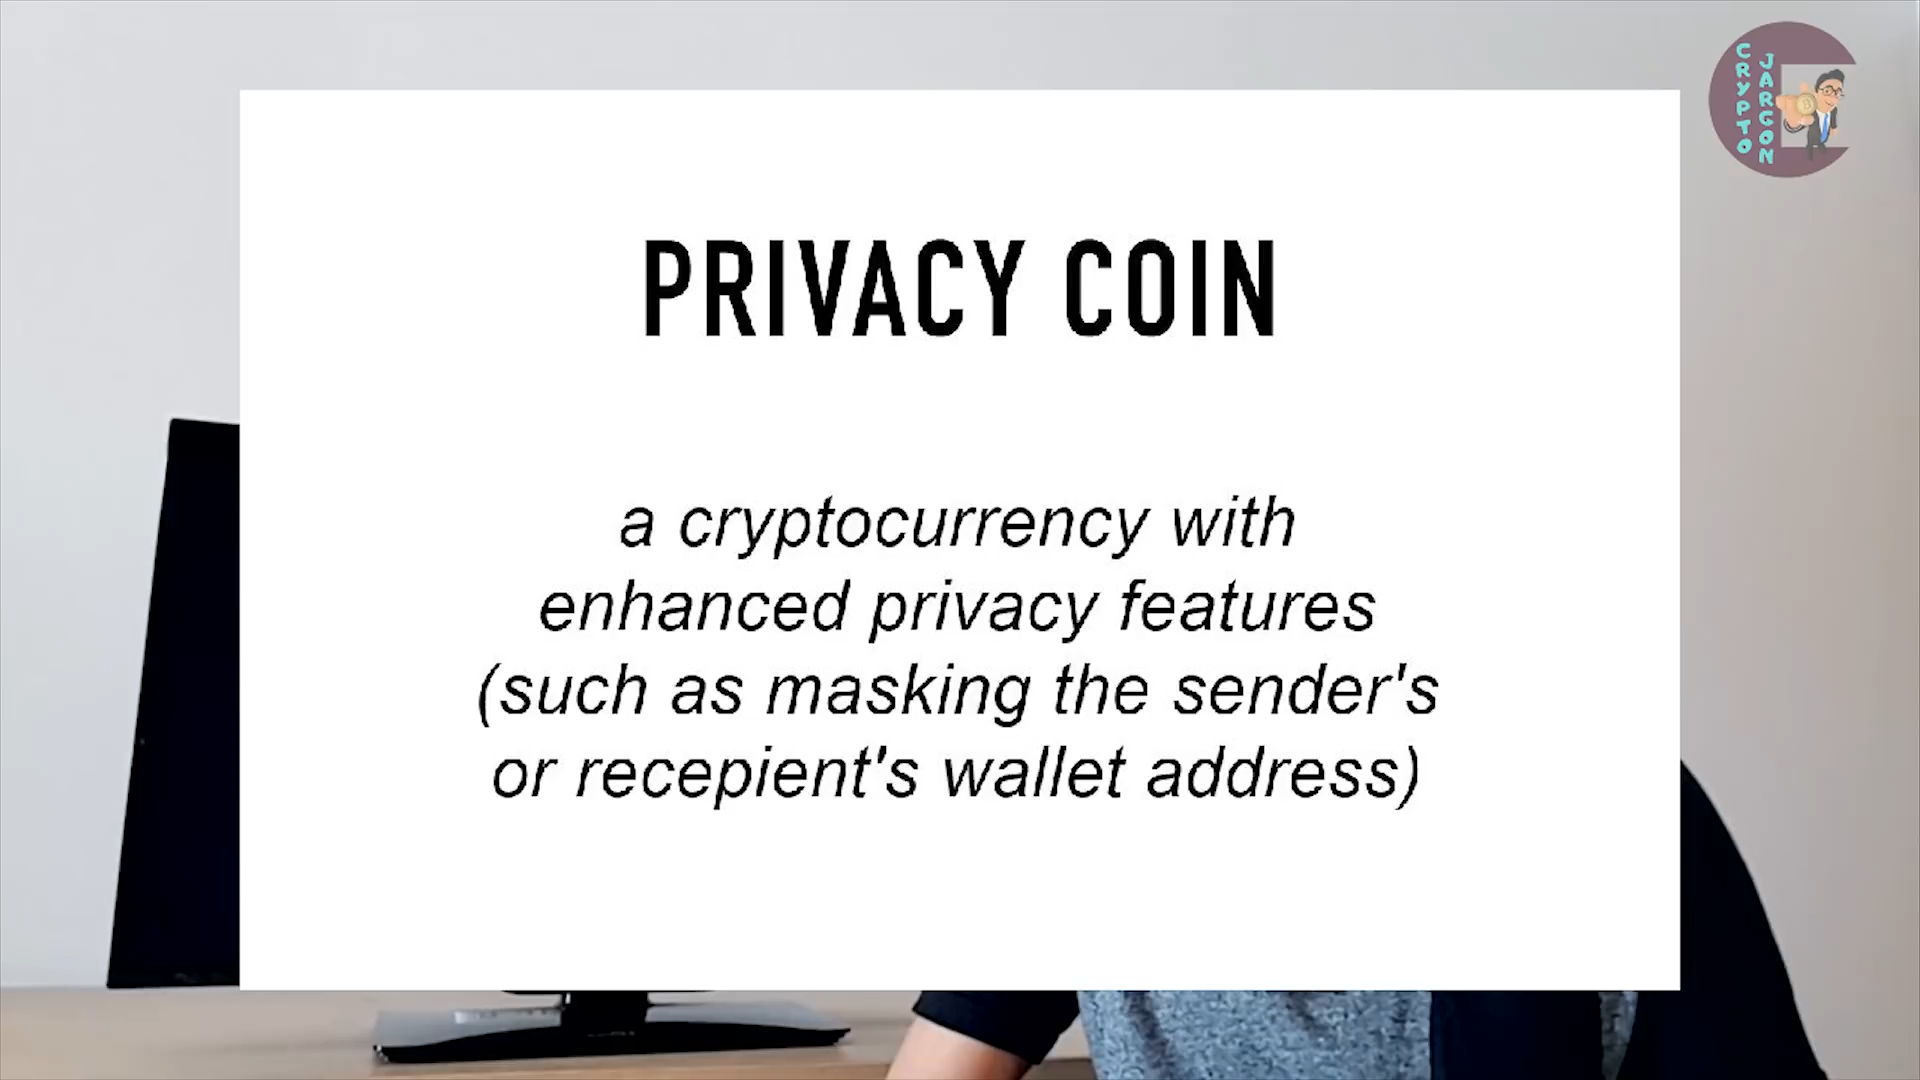 CRYPTO
JARGON
PRIVACY COIN
a cryptocurrency with
enhanced privacy features
(such as masking the sender's
or recepient's wallet address)